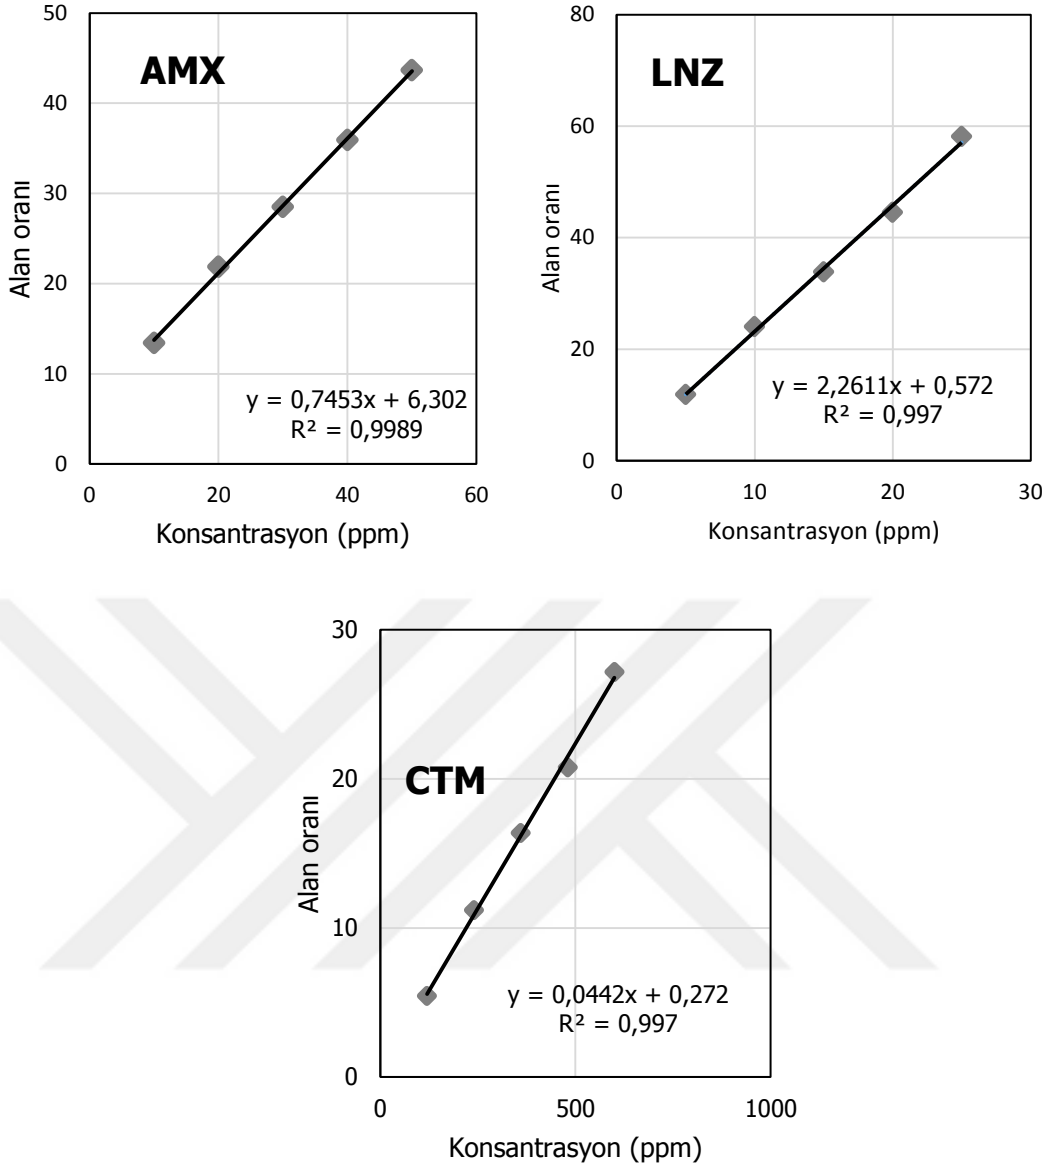 AMX
Alan oranı
50
40
30
20
10
0
y = 0,7453x + 6,302
R² = 0,9989
0 20 40 60
Konsantrasyon (ppm)
LNZ
Alan oranı
80
60
40
20
0
y = 2,2611x + 0,572
R² = 0,997
0 10 20 30
Konsantrasyon (ppm)
CTM
Alan oranı
30
20
10
0
y = 0,0442x + 0,272
R² = 0,997
0 500 1000
Konsantrasyon (ppm)